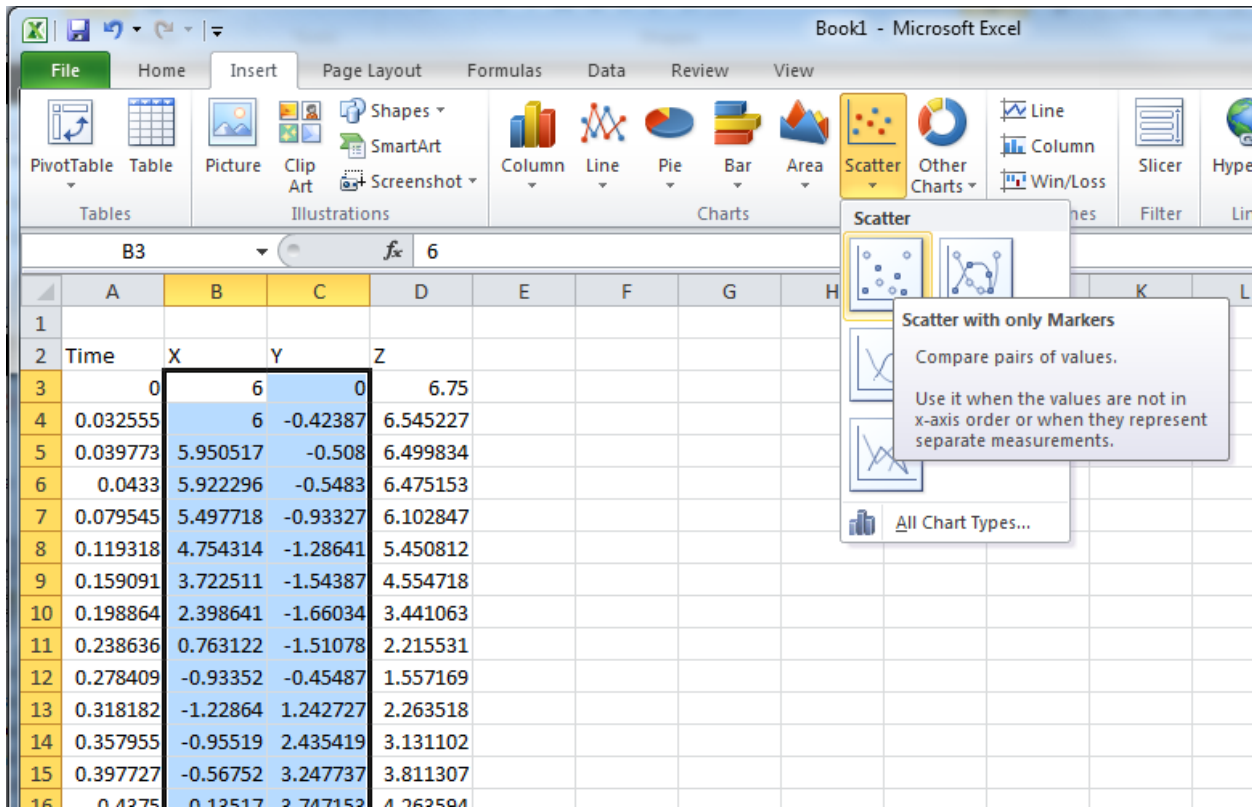 Book1 - Microsoft Excel
File Home Insert Page Layout Formulas Data Review View
PivotTable Table Picture Clip Art Shapes SmartArt Screenshot Column Line Pie Bar Area Scatter Other Charts Line Column Win/Loss Slicer
Tables Illustrations Charts Filter
B3 fx 6
Scatter
A B C D E F G H K L
Scatter with only Markers
Compare pairs of values.
Use it when the values are not in
x-axis order or when they represent
separate measurements.
All Chart Types...
1
2 Time X Y Z
3 0 6 0 6.75
4 0.032555 6 -0.42387 6.545227
5 0.039773 5.950517 -0.508 6.499834
6 0.0433 5.922296 -0.5483 6.475153
7 0.079545 5.497718 -0.93327 6.102847
8 0.119318 4.754314 -1.28641 5.450812
9 0.159091 3.722511 -1.54387 4.554718
10 0.198864 2.398641 -1.66034 3.441063
11 0.238636 0.763122 -1.51078 2.215531
12 0.278409 -0.93352 -0.45487 1.557169
13 0.318182 -1.22864 1.242727 2.263518
14 0.357955 -0.95519 2.435419 3.131102
15 0.397727 -0.56752 3.247737 3.811307
16 0.4375 -0.13517 3.747153 4.263594